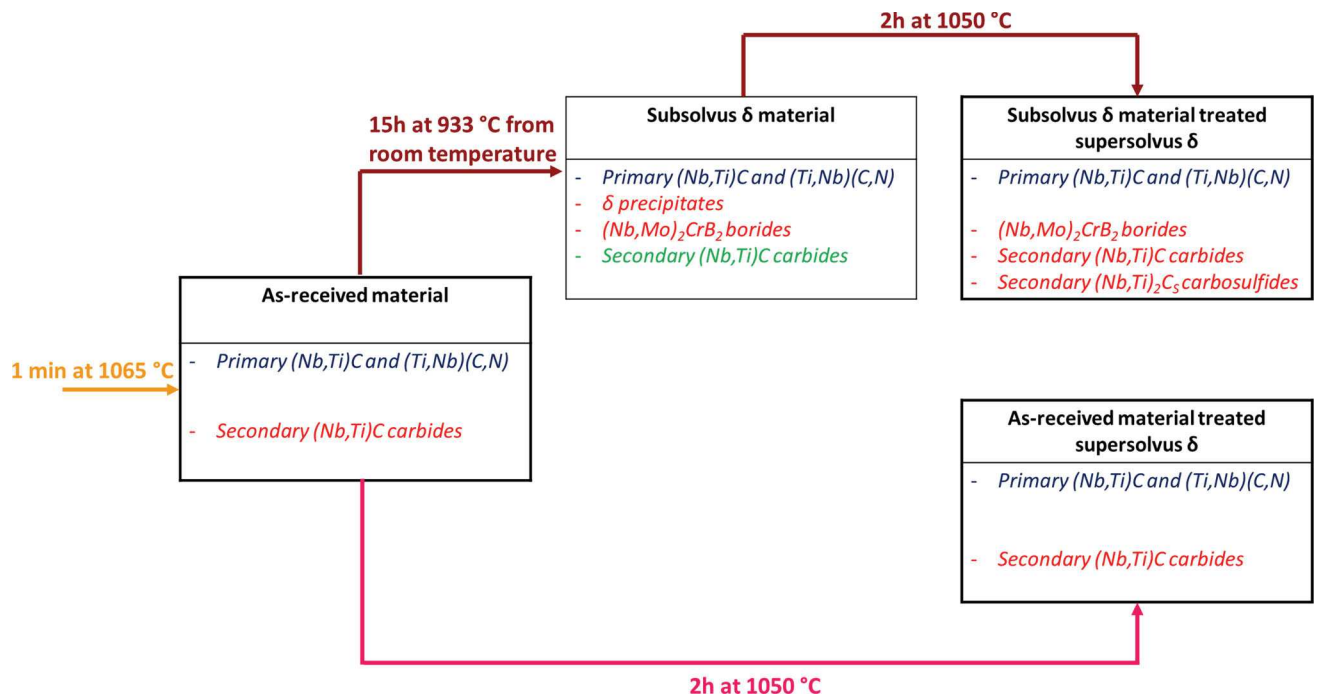 2h at 1050 °C
15h at 933 °C from
room temperature
Subsolvus δ material
- Primary (Nb,Ti)C and (Ti,Nb)(C,N)
- δ precipitates
- (Nb,Mo)₂CrB₂ borides
- Secondary (Nb,Ti)C carbides
Subsolvus δ material treated
supersolvus δ
- Primary (Nb,Ti)C and (Ti,Nb)(C,N)
- (Nb,Mo)₂CrB₂ borides
- Secondary (Nb,Ti)C carbides
- Secondary (Nb,Ti)₂Cₛ carbosulfides
1 min at 1065 °C
As-received material
- Primary (Nb,Ti)C and (Ti,Nb)(C,N)
- Secondary (Nb,Ti)C carbides
As-received material treated
supersolvus δ
- Primary (Nb,Ti)C and (Ti,Nb)(C,N)
- Secondary (Nb,Ti)C carbides
2h at 1050 °C